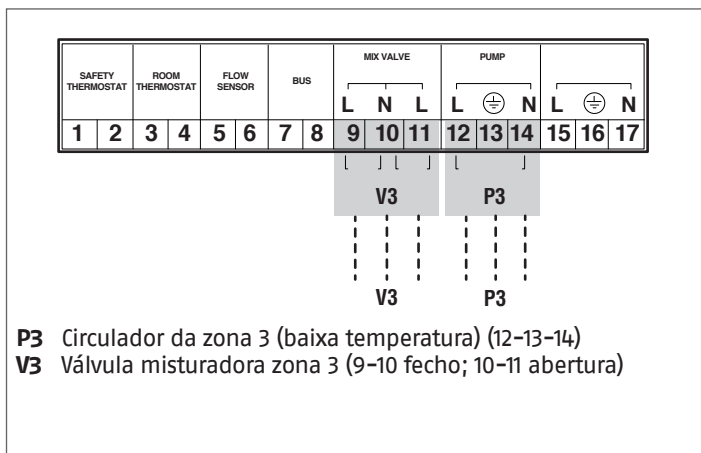 MIX VALVE PUMP
SAFETY THERMOSTAT ROOM THERMOSTAT FLOW SENSOR BUS
L N L L N L N
1 2 3 4 5 6 7 8 9 10 11 12 13 14 15 16 17
V3 P3
V3 P3
P3 Circulador da zona 3 (baixa temperatura) (12-13-14)
V3 Válvula misturadora zona 3 (9-10 fecho; 10-11 abertura)